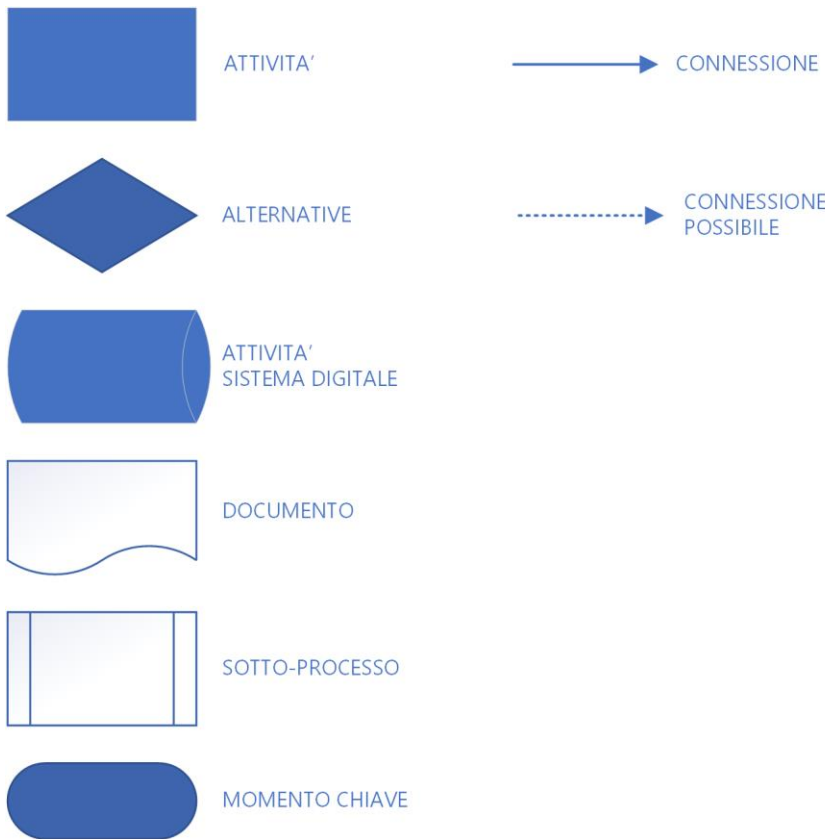 ATTIVITA’
CONNESSIONE
ALTERNATIVE
CONNESSIONE
POSSIBILE
ATTIVITA’
SISTEMA DIGITALE
DOCUMENTO
SOTTO-PROCESSO
MOMENTO CHIAVE